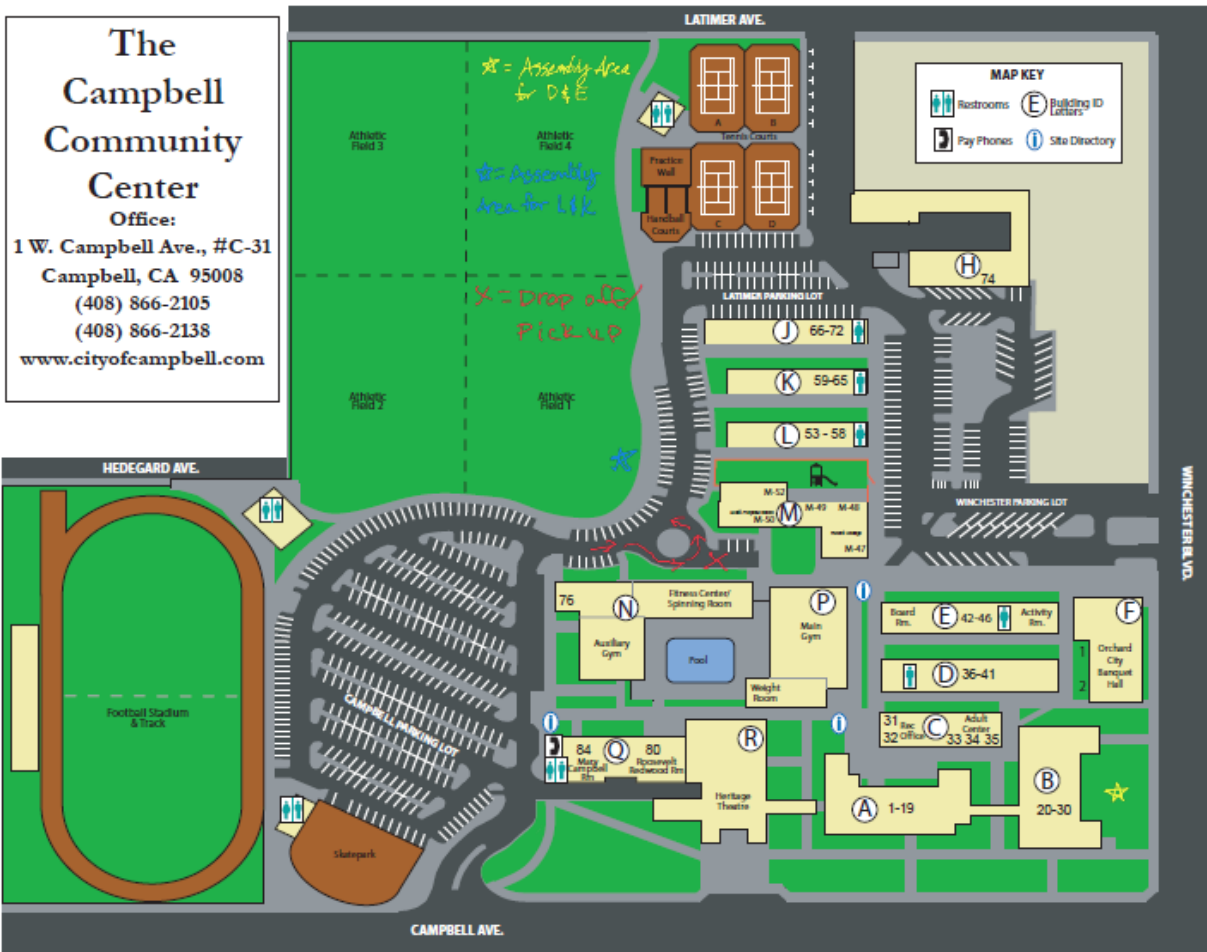 The
Campbell
Community
Center
Office:
1 W. Campbell Ave., #C-31
Campbell, CA  95008
(408) 866-2105
(408) 866-2138
www.cityofcampbell.com
LATIMER AVE.
☆ = Assembly Area
for D & E
Athletic
Field 3
Athletic
Field 4
☆ = Assembly
Area for L & K
X = Drop off/
Pick up
Athletic
Field 2
Athletic
Field 1
A
B
Tennis Courts
Practice
Wall
Handball
Courts
C
D
MAP KEY
Restrooms
E Building ID
Letters
Pay Phones
i Site Directory
H
74
LATIMER PARKING LOT
J 66-72
K 59-65
L 53 - 58
HEDEGARD AVE.
WINCHESTER BLVD.
WINCHESTER PARKING LOT
M-52
M-50
M
M-49
M-48
M-47
76
N
Fitness Center/
Spinning Room
Auxiliary
Gym
Pool
P
Main
Gym
Weight
Room
i
Board
Rm.
E 42-46
Activity
Rm.
F
Orchard
City
Banquet
Hall
1
2
D 36-41
31 Rec
32 Office
C
Adult
Center
33 34 35
Football Stadium
& Track
CAMPBELL PARKING LOT
i
84
Mary
Campbell
Rm
Q
80
Roosevelt
Redwood Rm.
R
Heritage
Theatre
i
A 1-19
B
20-30
Skatepark
CAMPBELL AVE.